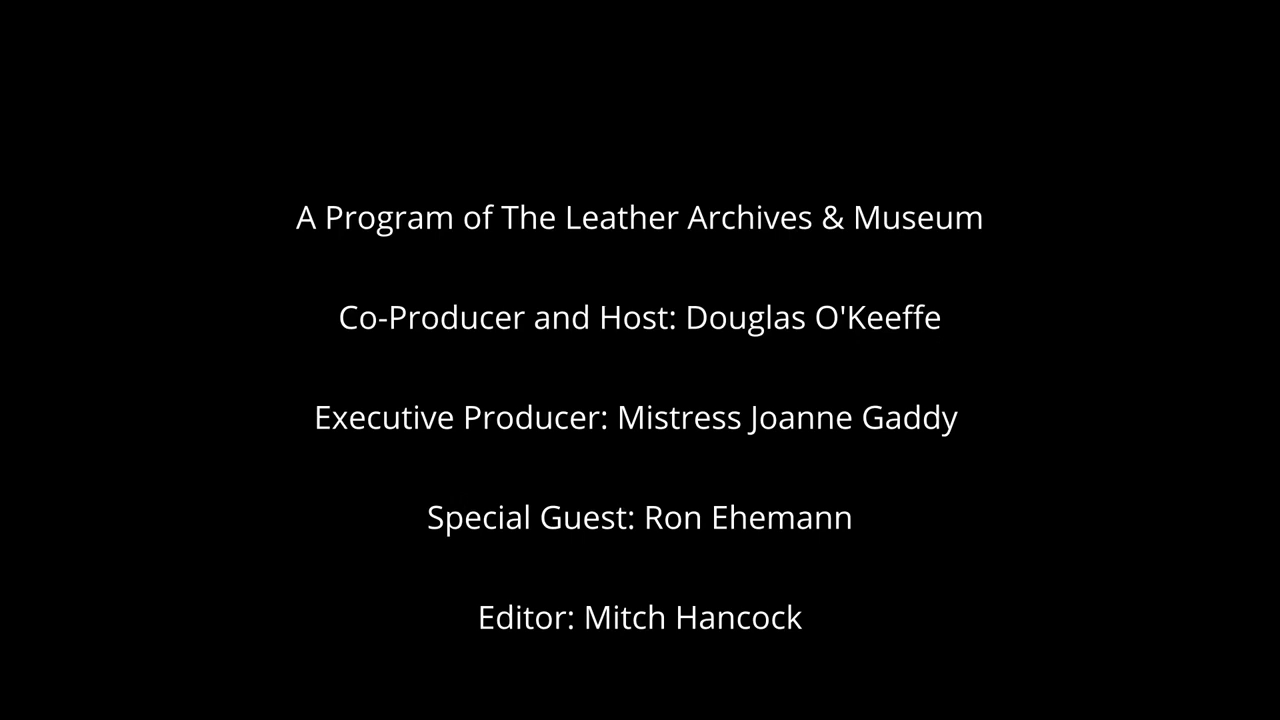 A Program of The Leather Archives & Museum
Co-Producer and Host: Douglas O'Keeffe
Executive Producer: Mistress Joanne Gaddy
Special Guest: Ron Ehemann
Editor: Mitch Hancock